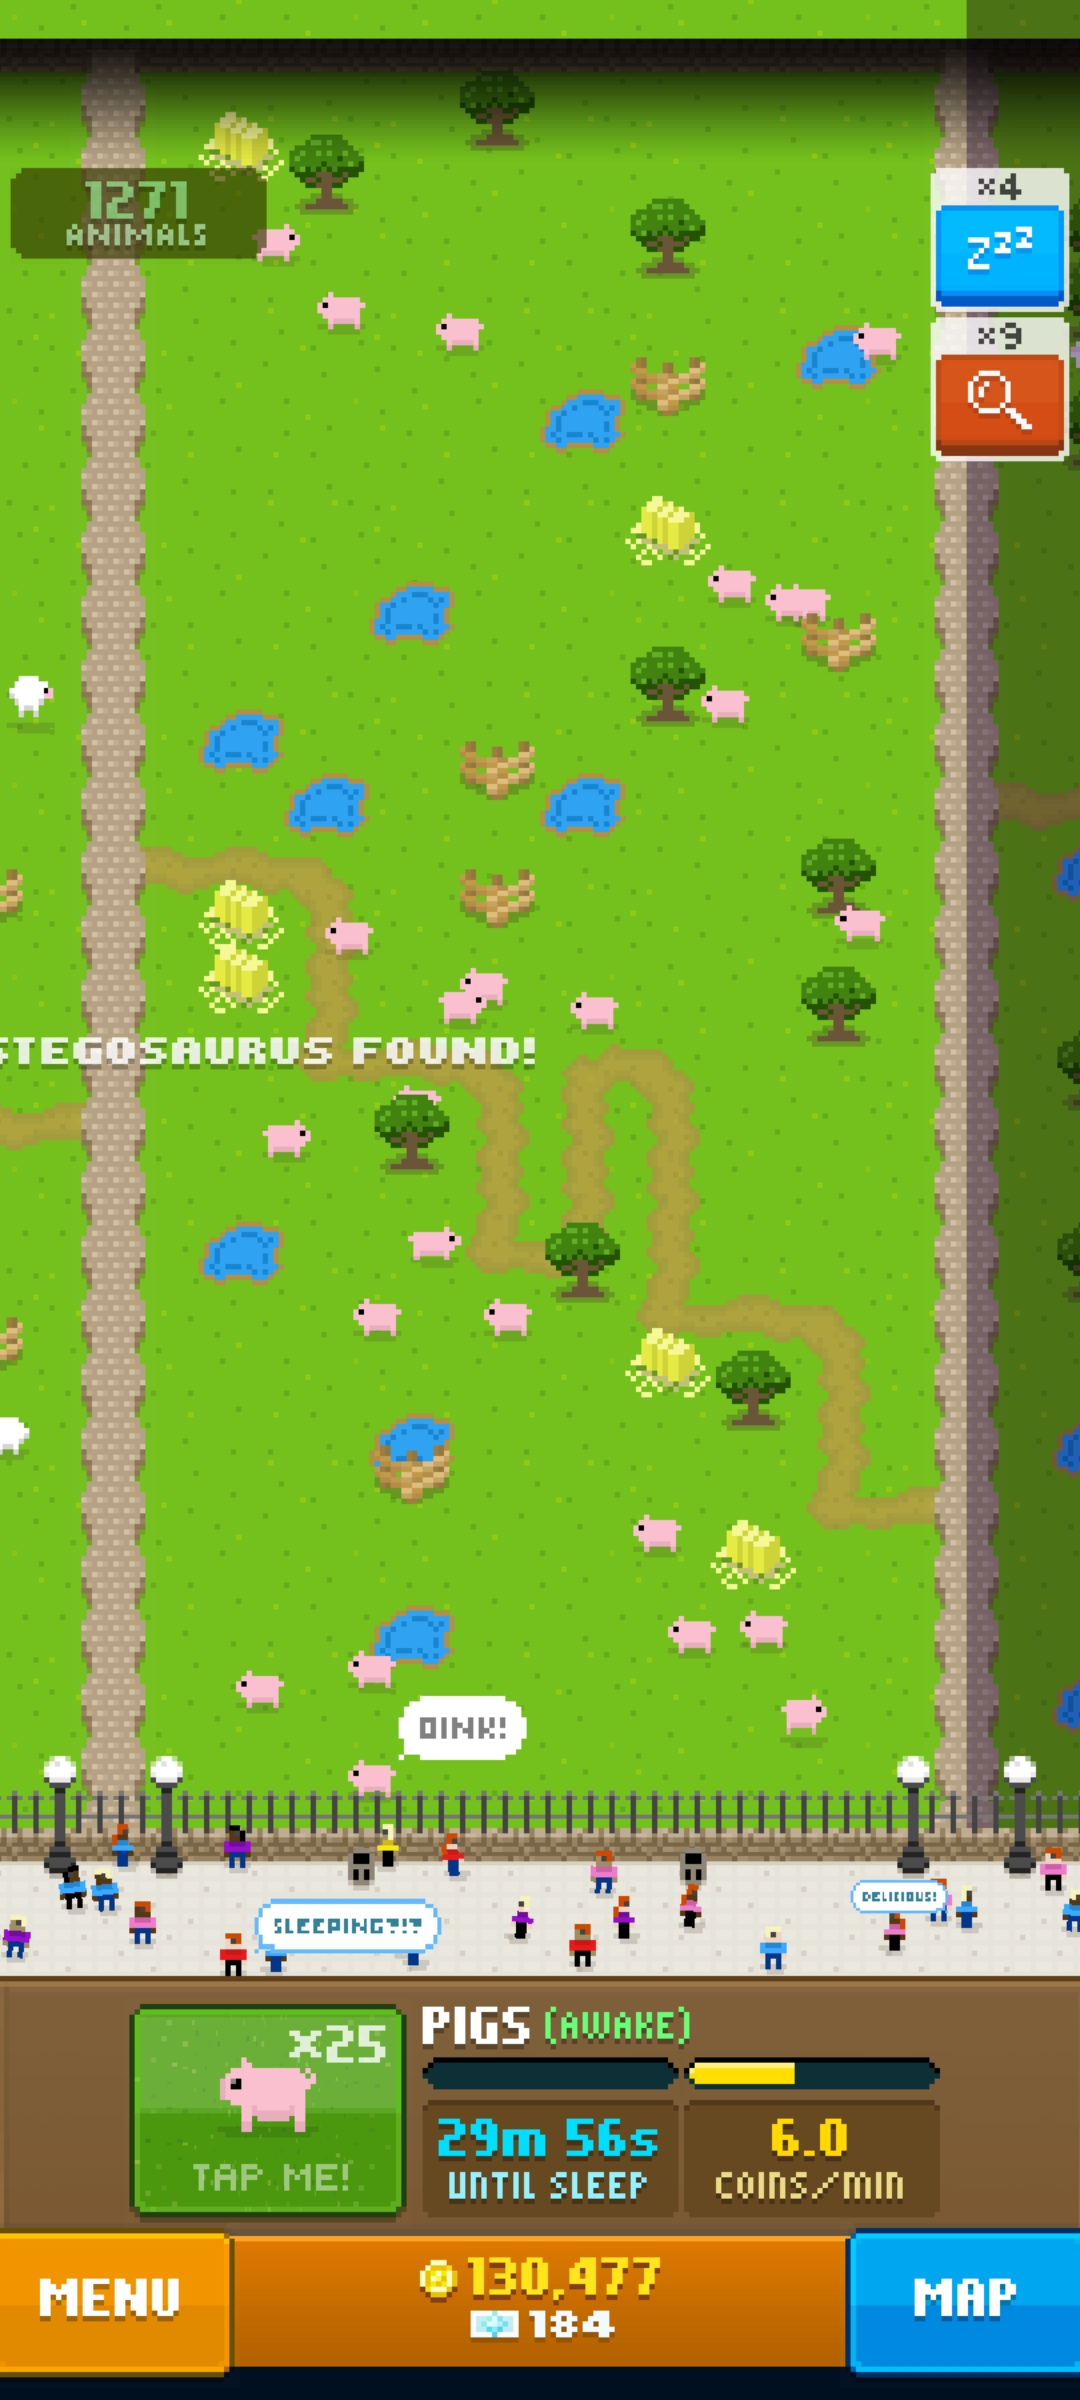 1271
ANIMALS
x4
zzz
x9
STEGOSAURUS FOUND!
OINK!
DELICIOUS!
SLEEPING?!?
x25
TAP ME!
PIGS (AWAKE)
29m 56s
UNTIL SLEEP
6.0
COINS/MIN
MENU
130,477
184
MAP